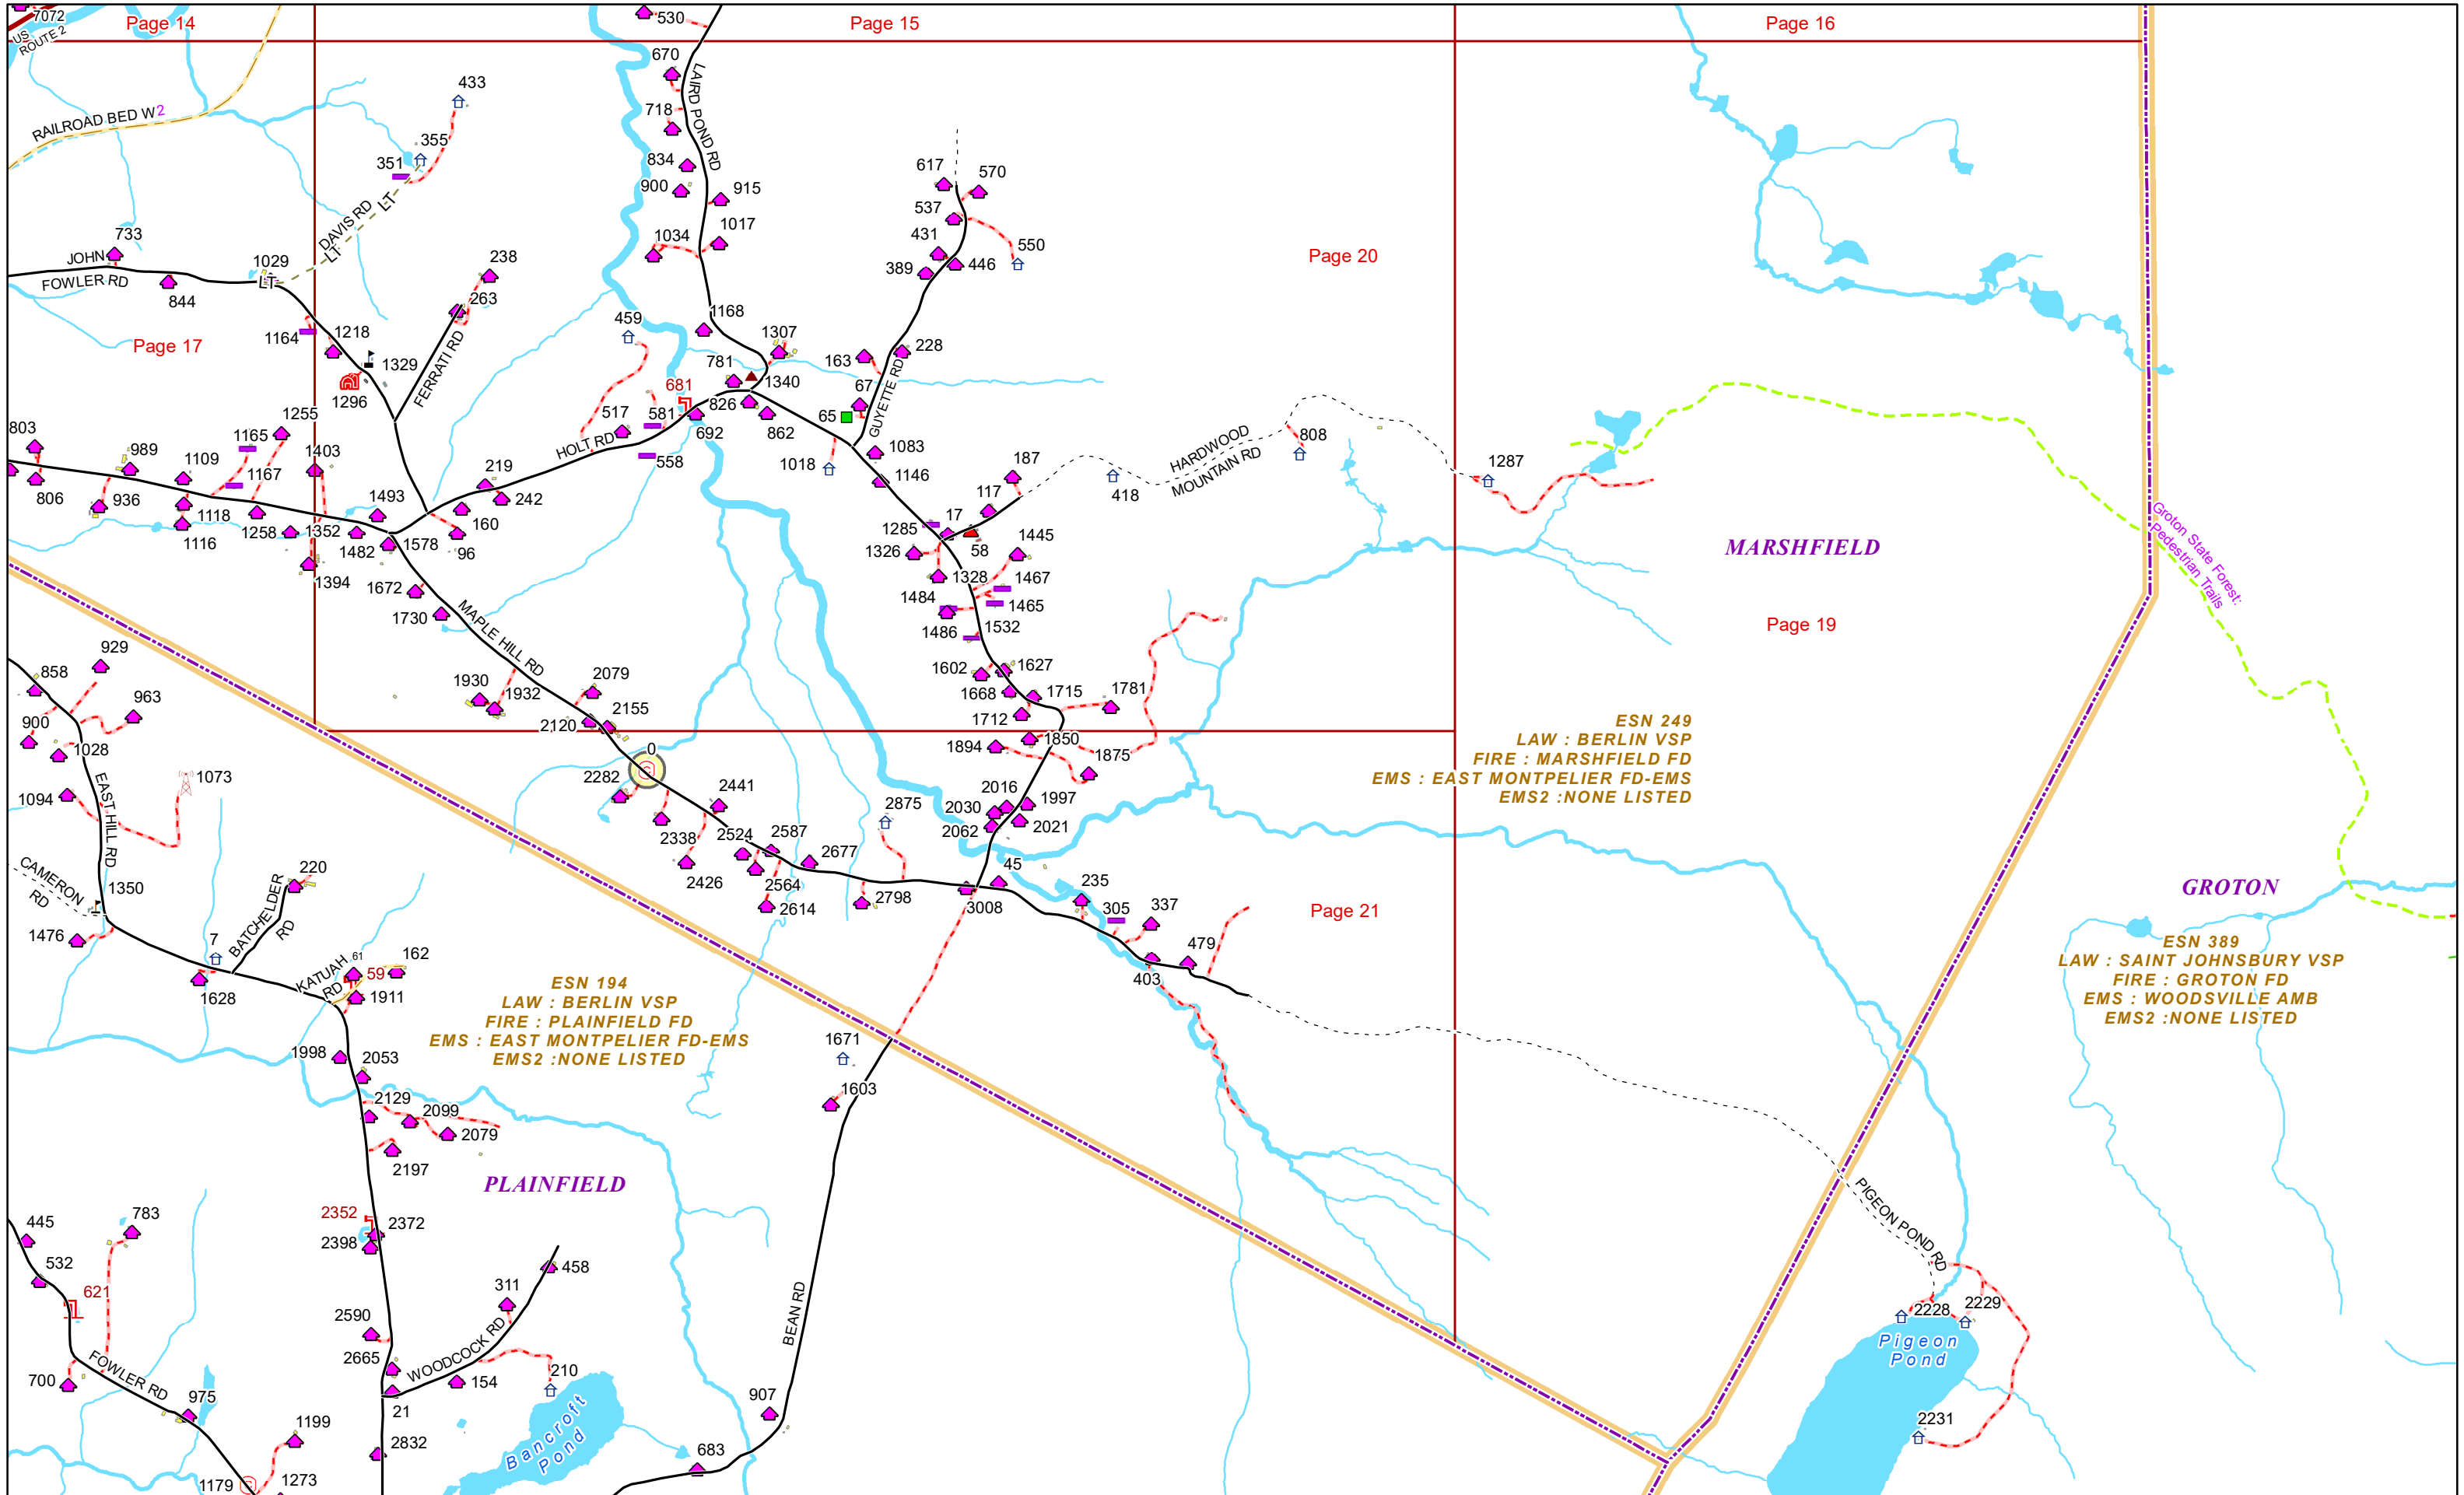 7072
US
ROUTE 2
Page 14
530
Page 15
Page 16
670
LAIRD POND RD
433
718
RAILROAD BED W2
355
351
834
900
915
617
570
537
DAVIS RD
LT
LT
LT
1034
1017
431
550
733
JOHN
FOWLER RD
844
1029
238
263
389
446
Page 20
1164
1218
Page 17
1329
1296
FERRATI RD
459
1168
1307
781
1340
163
228
GUYETTE RD
67
65
681
826
862
517
581
692
HOLT RD
558
1018
1083
1146
803
806
989
936
1109
1165
1167
1255
1403
1118
1116
1258
1352
1394
1493
1482
1578
219
242
160
96
187
117
HARDWOOD
MOUNTAIN RD
418
808
1287
1285
17
58
1326
1328
1445
1467
1465
1484
1486
1532
MARSHFIELD
Groton State Forest:
Pedestrian Trails
Page 19
1672
1730
MAPLE HILL RD
1602
1627
1668
1715
1712
1781
929
858
963
900
1028
1930
1932
2079
2155
2120
0
2282
1894
1850
1875
ESN 249
LAW : BERLIN VSP
FIRE : MARSHFIELD FD
EMS : EAST MONTPELIER FD-EMS
EMS2 :NONE LISTED
1073
1094
EAST HILL RD
2441
2338
2426
2524
2587
2564
2614
2677
2875
2798
2016
2030
1997
2062
2021
45
3008
235
305
337
479
403
Page 21
GROTON
ESN 389
LAW : SAINT JOHNSBURY VSP
FIRE : GROTON FD
EMS : WOODSVILLE AMB
EMS2 :NONE LISTED
CAMERON
RD
1350
1476
220
BATCHELDER
RD
7
1628
KATUAH
RD
61
59
162
1911
ESN 194
LAW : BERLIN VSP
FIRE : PLAINFIELD FD
EMS : EAST MONTPELIER FD-EMS
EMS2 :NONE LISTED
1671
1603
1998
2053
2129
2099
2079
2197
PLAINFIELD
PIGEON POND RD
445
532
783
621
2352
2372
2398
458
311
2590
2665
WOODCOCK RD
154
210
21
2832
BEAN RD
2228
2229
Pigeon
Pond
2231
700
FOWLER RD
975
1199
1179
1273
Bancroft
Pond
907
683